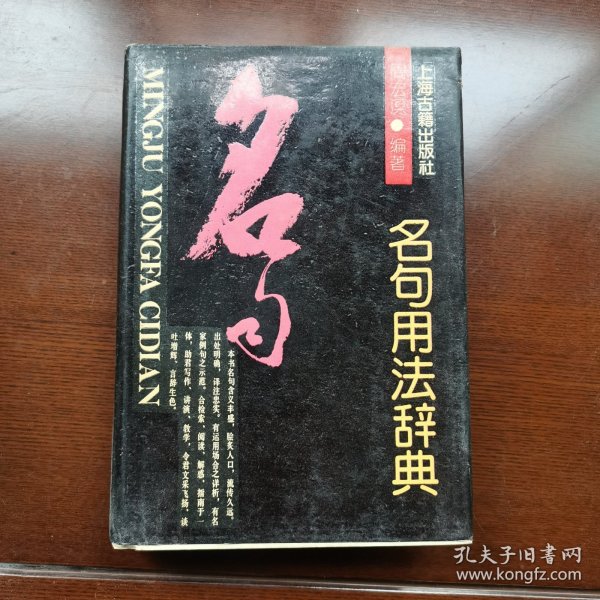 上海古籍出版社
周宏溟●编著
名句用法辞典
名句
MINGJU YONGFA CIDIAN
本书名句含义丰盛,脍炙人口,流传久远。
出处明确,译注忠实。有运用场合之详析,有名
家例句之示范。合检索、阅读、解惑、指南于一
体,助君写作、讲演、教学,令君文采飞扬、谈
吐增辉、言辞生色。
孔夫子旧书网
www.kongfz.com